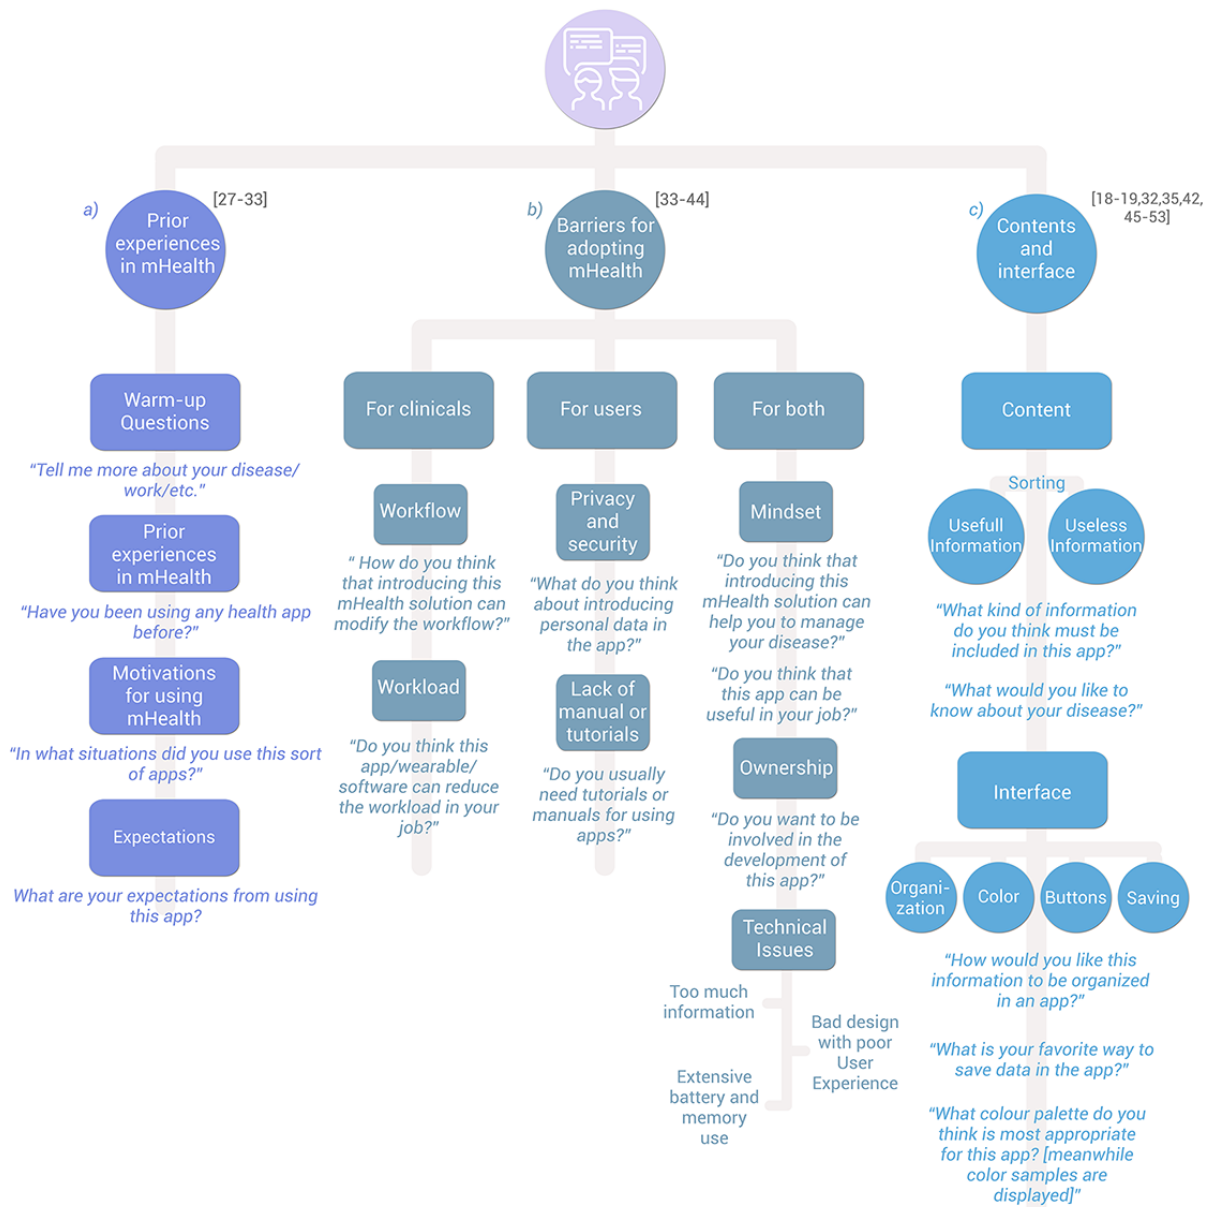 a)
Prior
experiences
in mHealth
[27-33]
Warm-up
Questions
“Tell me more about your disease/
work/etc."
Prior
experiences
in mHealth
“Have you been using any health app
before?”
Motivations
for using
mHealth
“In what situations did you use this sort
of apps?”
Expectations
What are your expectations from using
this app?
b)
Barriers for
adopting
mHealth
[33-44]
For clinicals
Workflow
“ How do you think
that introducing this
mHealth solution can
modify the workflow?”
Workload
“Do you think this
app/wearable/
software can reduce
the workload in your
job?”
For users
Privacy
and
security
“What do you think
about introducing
personal data in
the app?”
Lack of
manual or
tutorials
“Do you usually
need tutorials or
manuals for using
apps?”
For both
Mindset
“Do you think that
introducing this
mHealth solution can
help you to manage
your disease?”
“Do you think that
this app can be
useful in your job?”
Ownership
“Do you want to be
involved in the
development of
this app?”
Technical
Issues
Too much
information
Bad design
with poor
User
Experience
Extensive
battery and
memory
use
c)
Contents
and
interface
[18-19,32,35,42,
45-53]
Content
Sorting
Usefull
Information
Useless
Information
“What kind of information
do you think must be
included in this app?”
“What would you like to
know about your disease?”
Interface
Organi-
zation
Color
Buttons
Saving
“How would you like this
information to be organized
in an app?”
“What is your favorite way to
save data in the app?”
“What colour palette do you
think is most appropriate
for this app? [meanwhile
color samples are
displayed]”